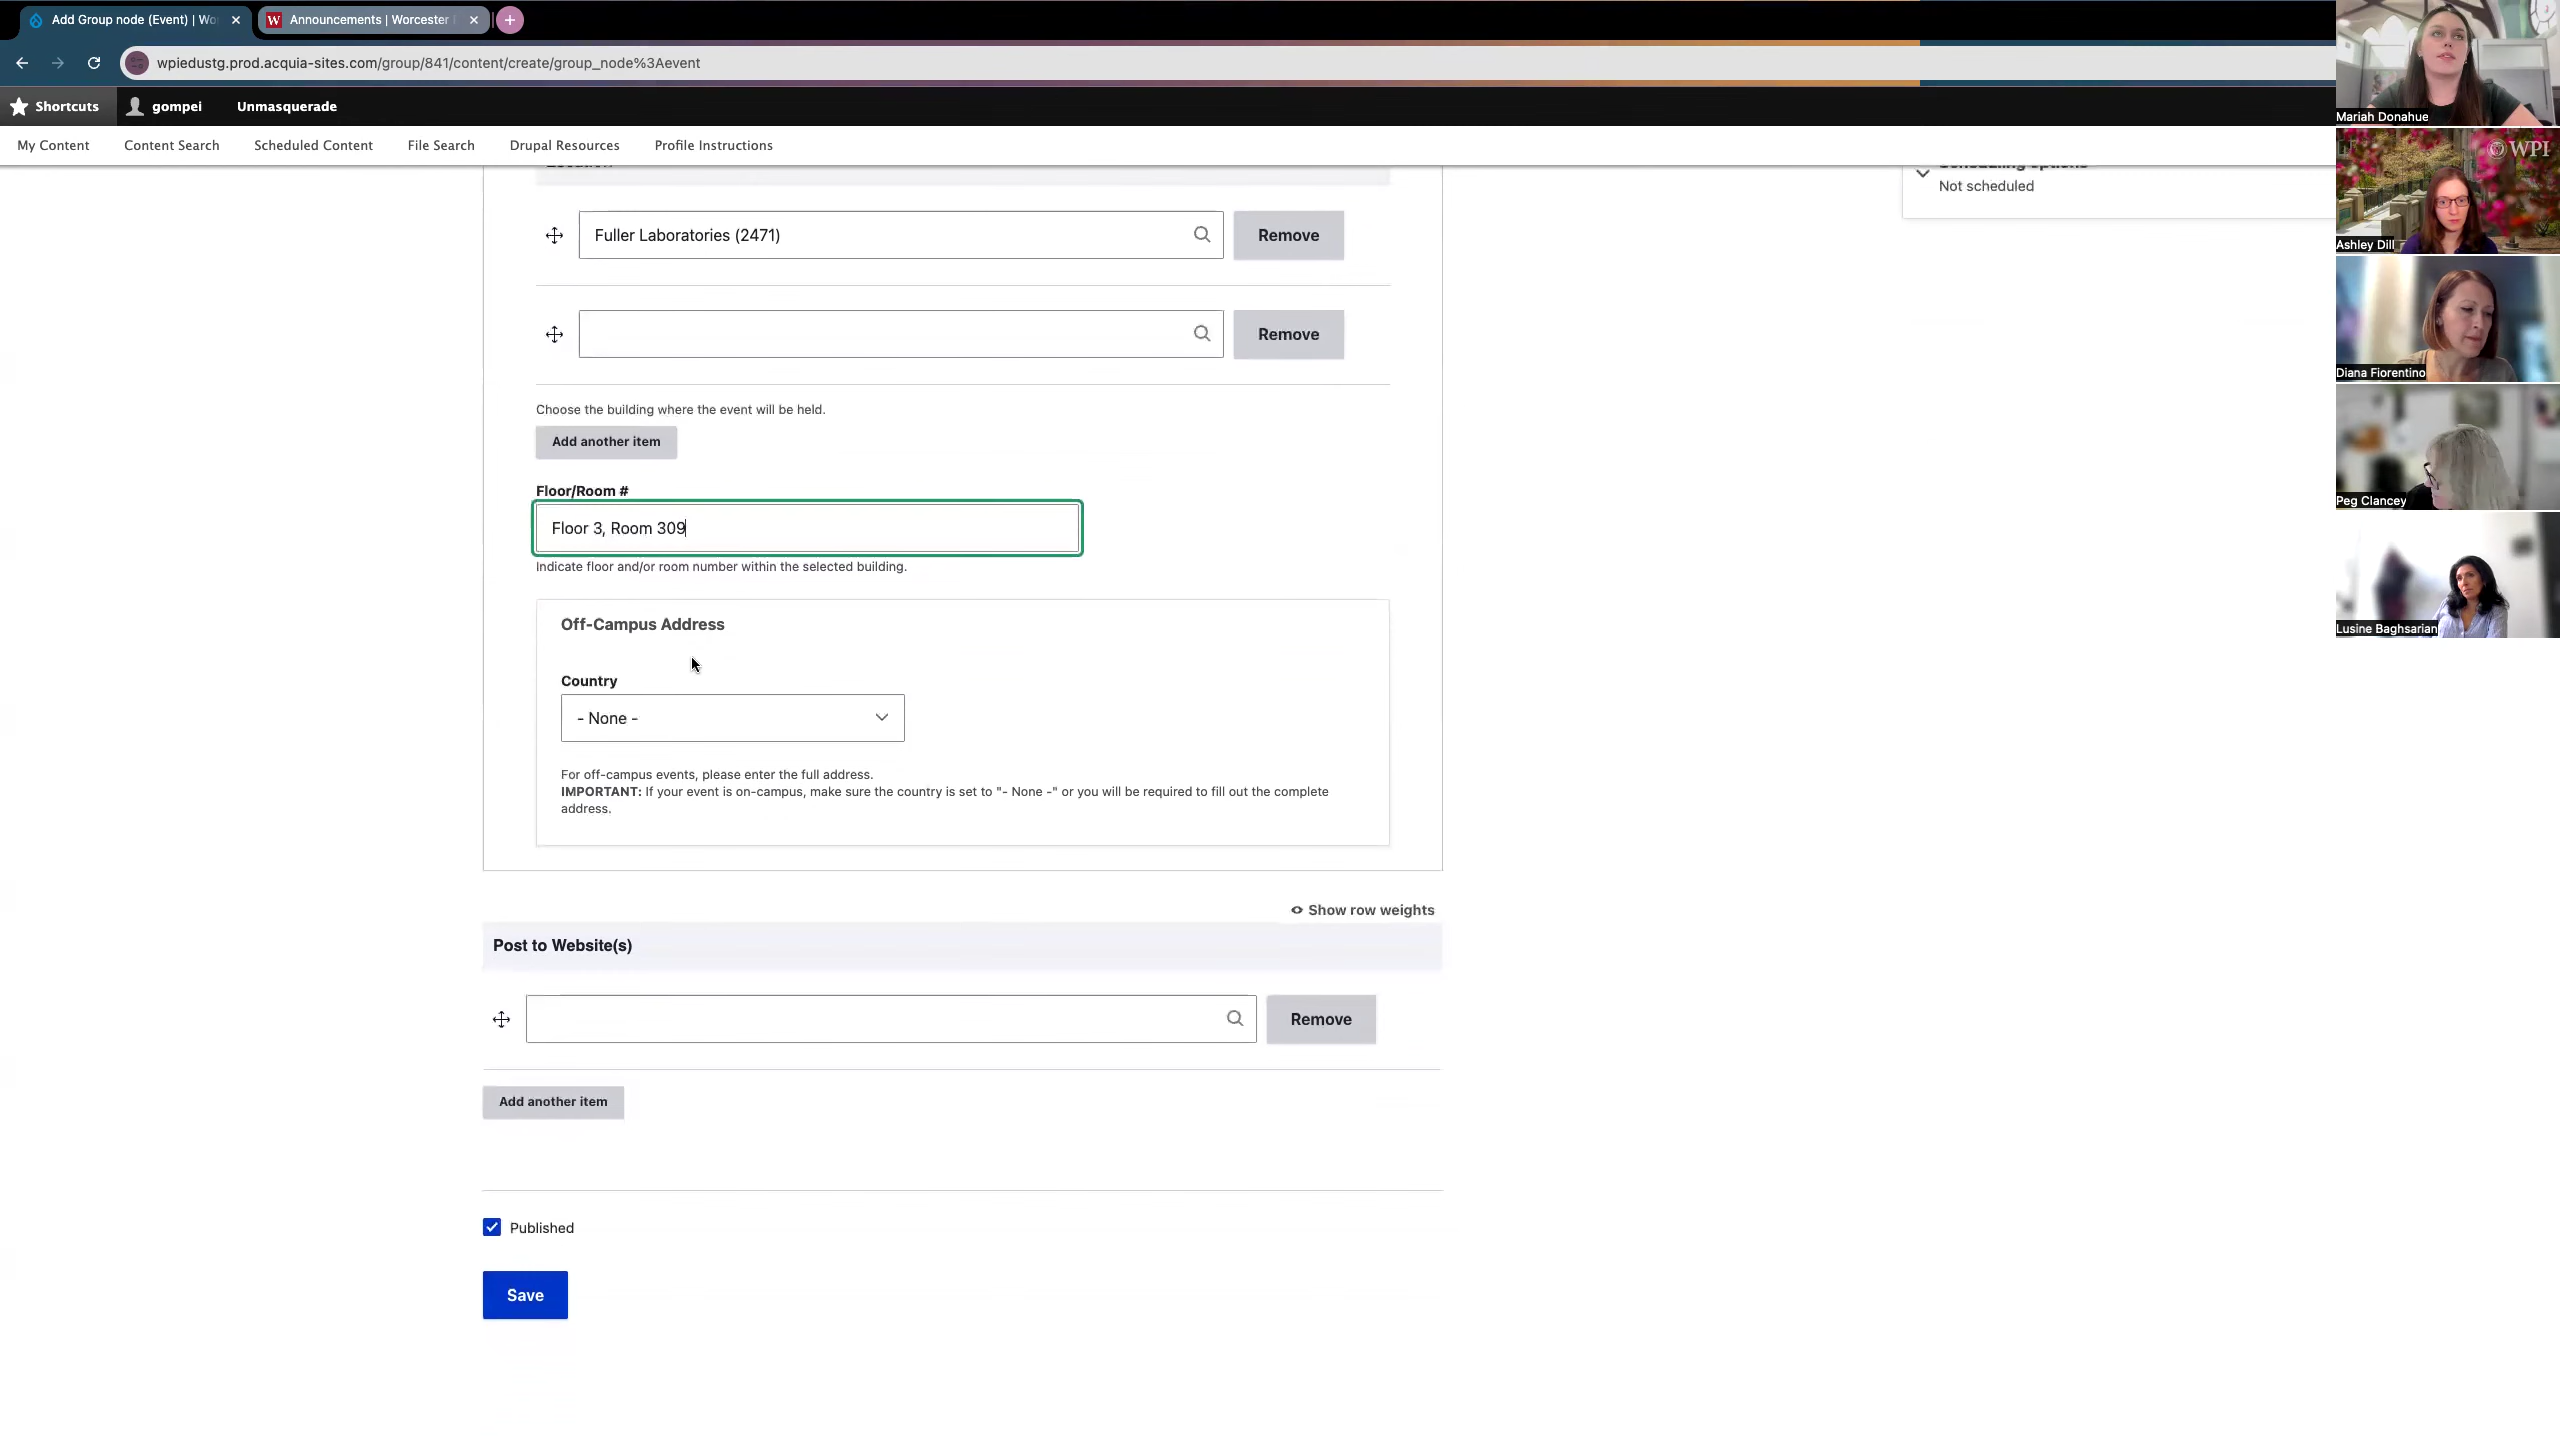 Add Group node (Event) | Wo
Announcements | Worcester
wpiedustg.prod.acquia-sites.com/group/841/content/create/group_node%3Aevent
Shortcuts gompei Unmasquerade
My Content Content Search Scheduled Content File Search Drupal Resources Profile Instructions
Location
Scheduling options
Not scheduled
Fuller Laboratories (2471)
Remove
Remove
Choose the building where the event will be held.
Add another item
Floor/Room #
Floor 3, Room 309
Indicate floor and/or room number within the selected building.
Off-Campus Address
Country
- None -
For off-campus events, please enter the full address.
IMPORTANT: If your event is on-campus, make sure the country is set to "- None -" or you will be required to fill out the complete
address.
Show row weights
Post to Website(s)
Remove
Add another item
Published
Save
Mariah Donahue
WPI
Ashley Dill
Diana Fiorentino
Peg Clancey
Lusine Baghsarian